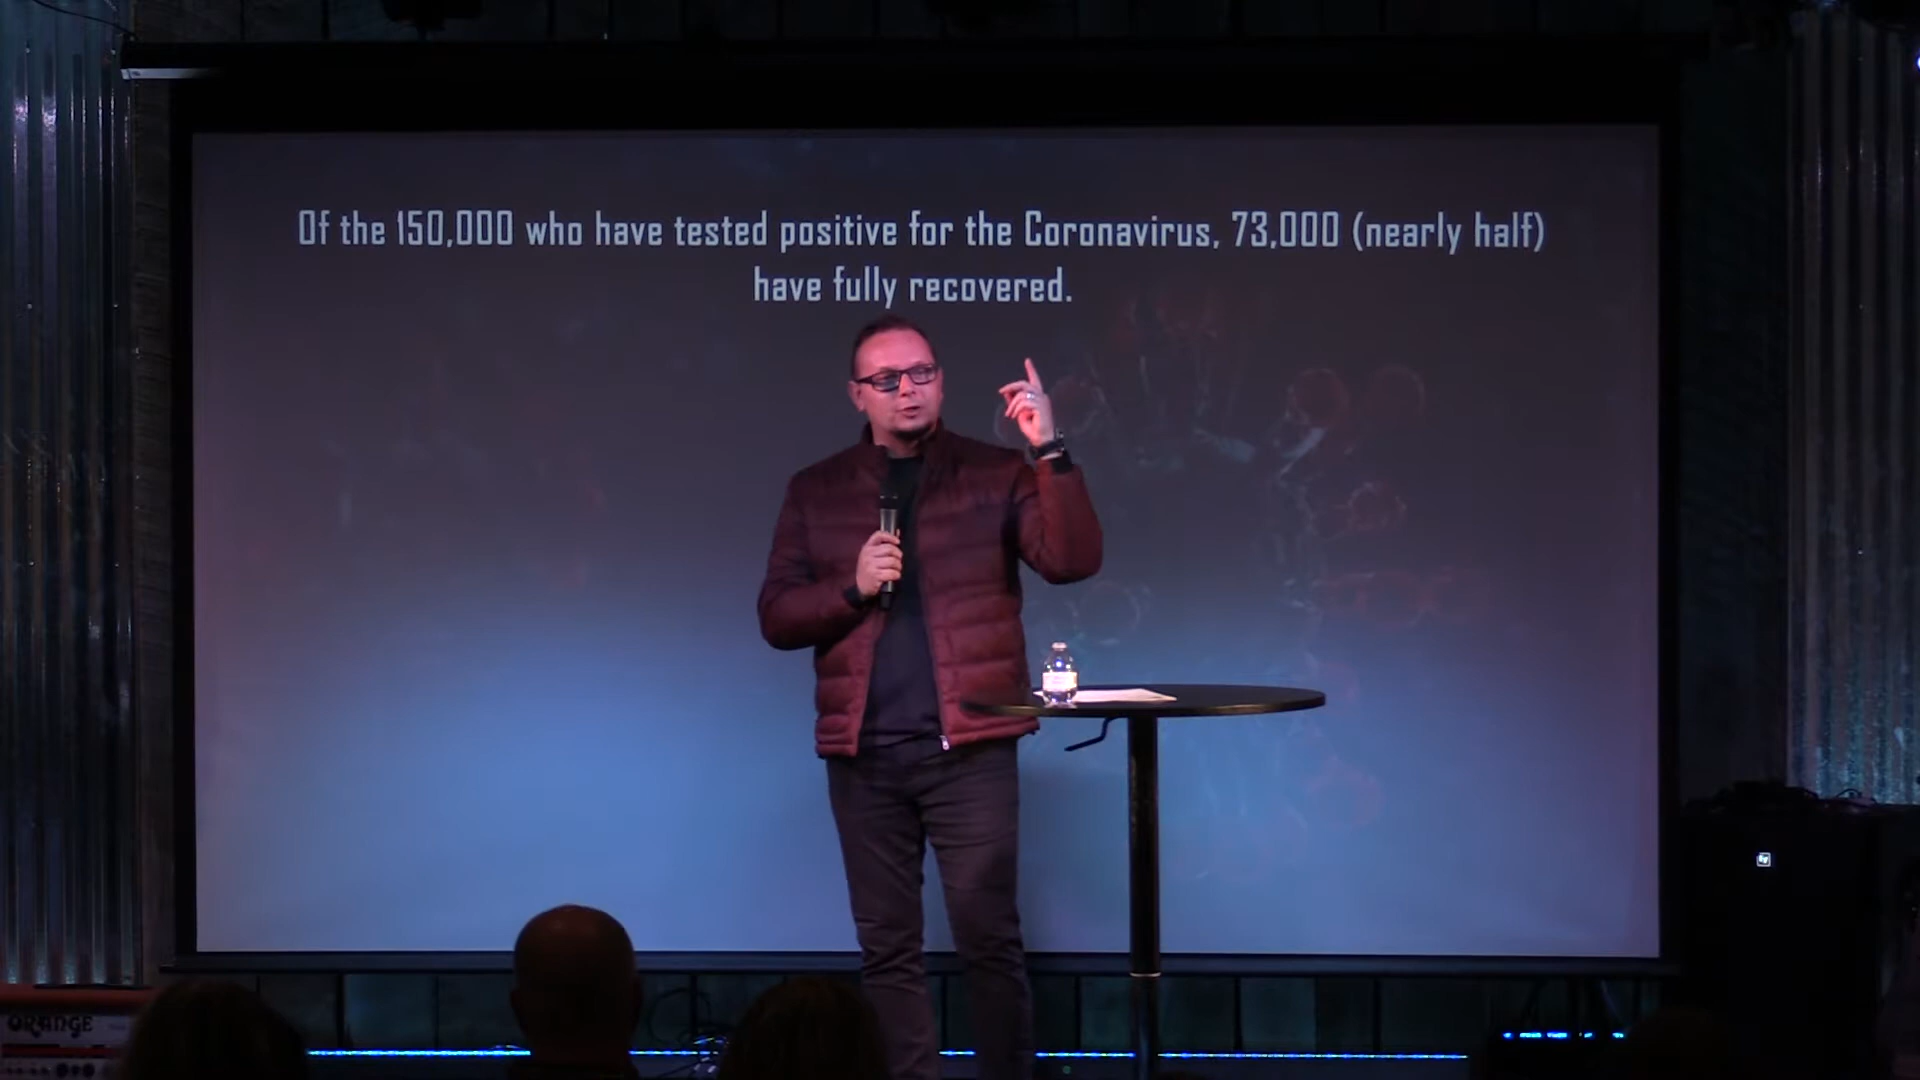 Of the 150,000 who have tested positive for the Coronavirus, 73,000 (nearly half)
have fully recovered.
ORANGE